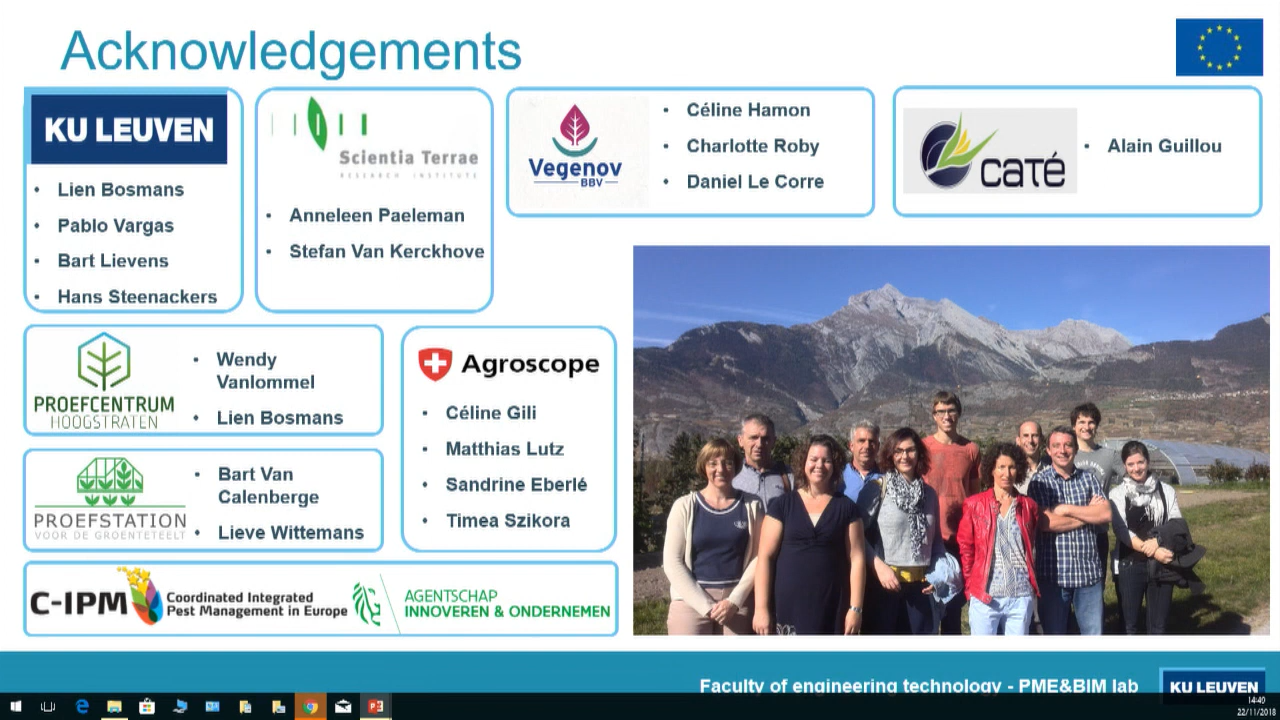 Acknowledgements
KU LEUVEN
• Lien Bosmans
• Pablo Vargas
• Bart Lievens
• Hans Steenackers
Scientia Terrae
RESEARCH INSTITUTE
• Anneleen Paeleman
• Stefan Van Kerckhove
Vegenov
BBV
• Céline Hamon
• Charlotte Roby
• Daniel Le Corre
caté
• Alain Guillou
PROEFCENTRUM
HOOGSTRATEN
• Wendy
Vanlommel
• Lien Bosmans
Agroscope
• Céline Gili
• Matthias Lutz
• Sandrine Eberlé
• Timea Szikora
PROEFSTATION
VOOR DE GROENTETEELT
• Bart Van
Calenberge
• Lieve Wittemans
C-IPM
Coordinated Integrated
Pest Management in Europe
AGENTSCHAP
INNOVEREN & ONDERNEMEN
Faculty of engineering technology - PME&BIM lab
KU LEUVEN
14:49
22/11/2018